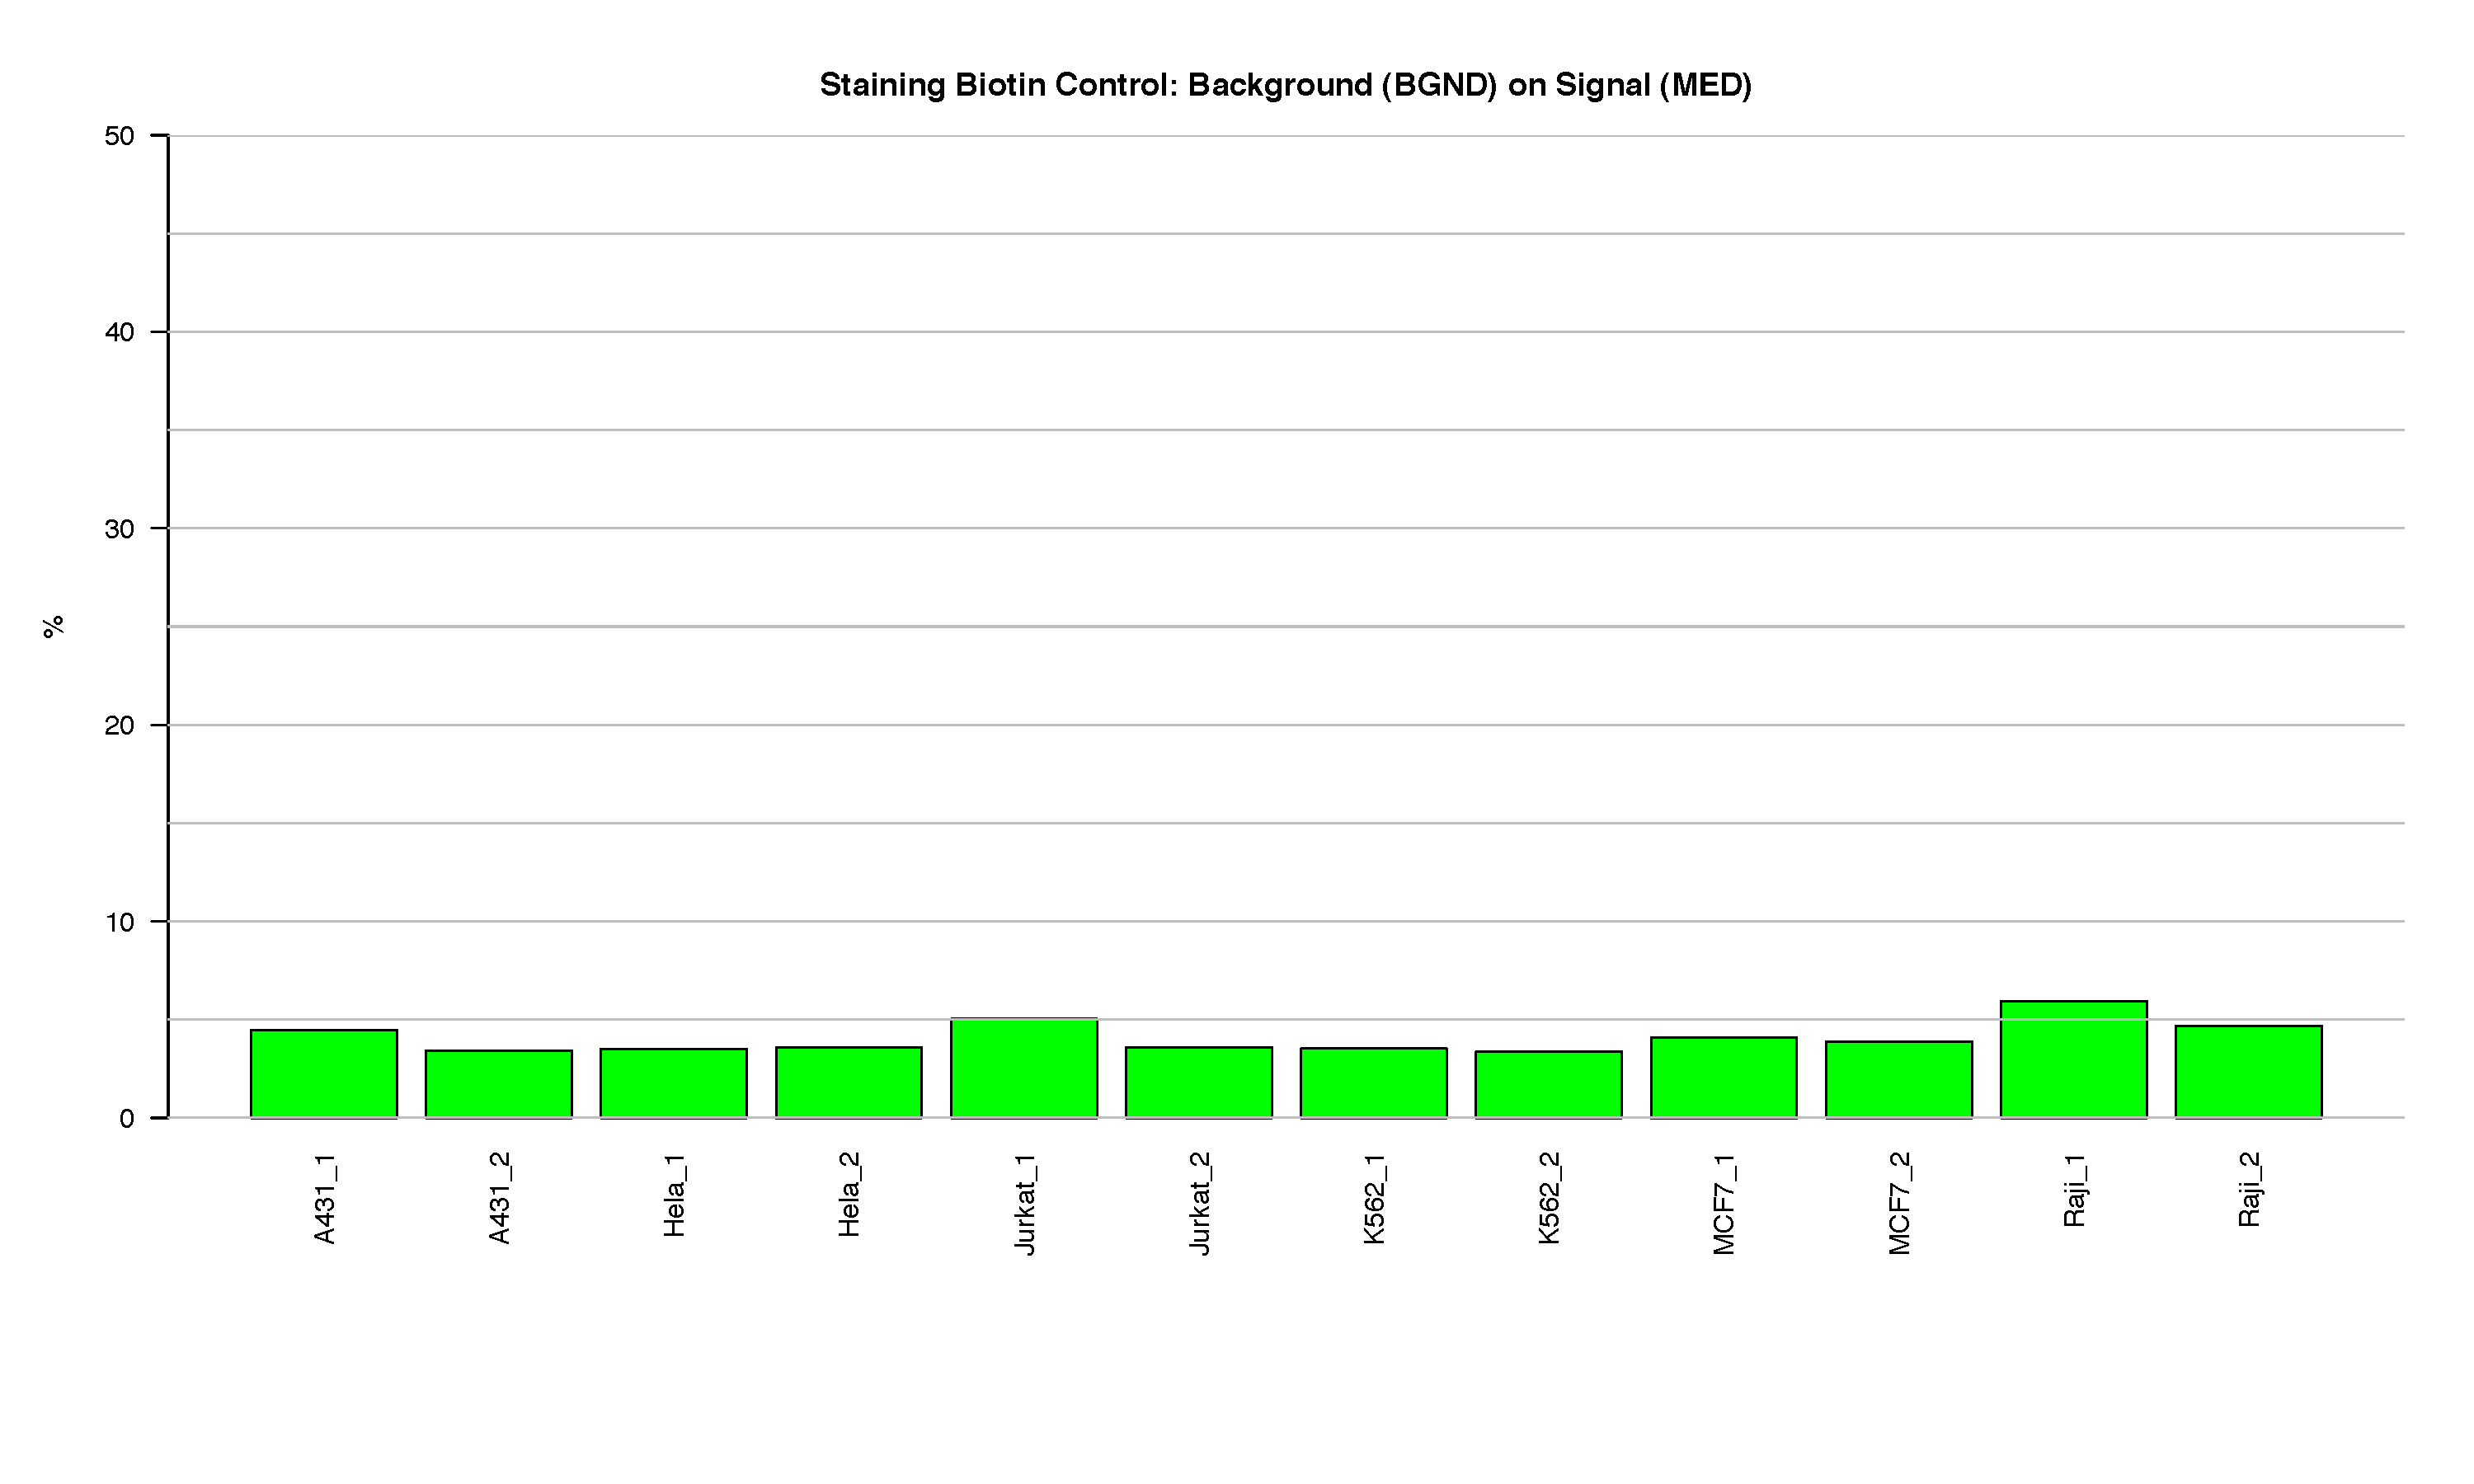 Staining Biotin Control: Background (BGND) on Signal (MED)
50
40
30
20
10
0
%
A431_1
A431_2
Hela_1
Hela_2
Jurkat_1
Jurkat_2
K562_1
K562_2
MCF7_1
MCF7_2
Raji_1
Raji_2